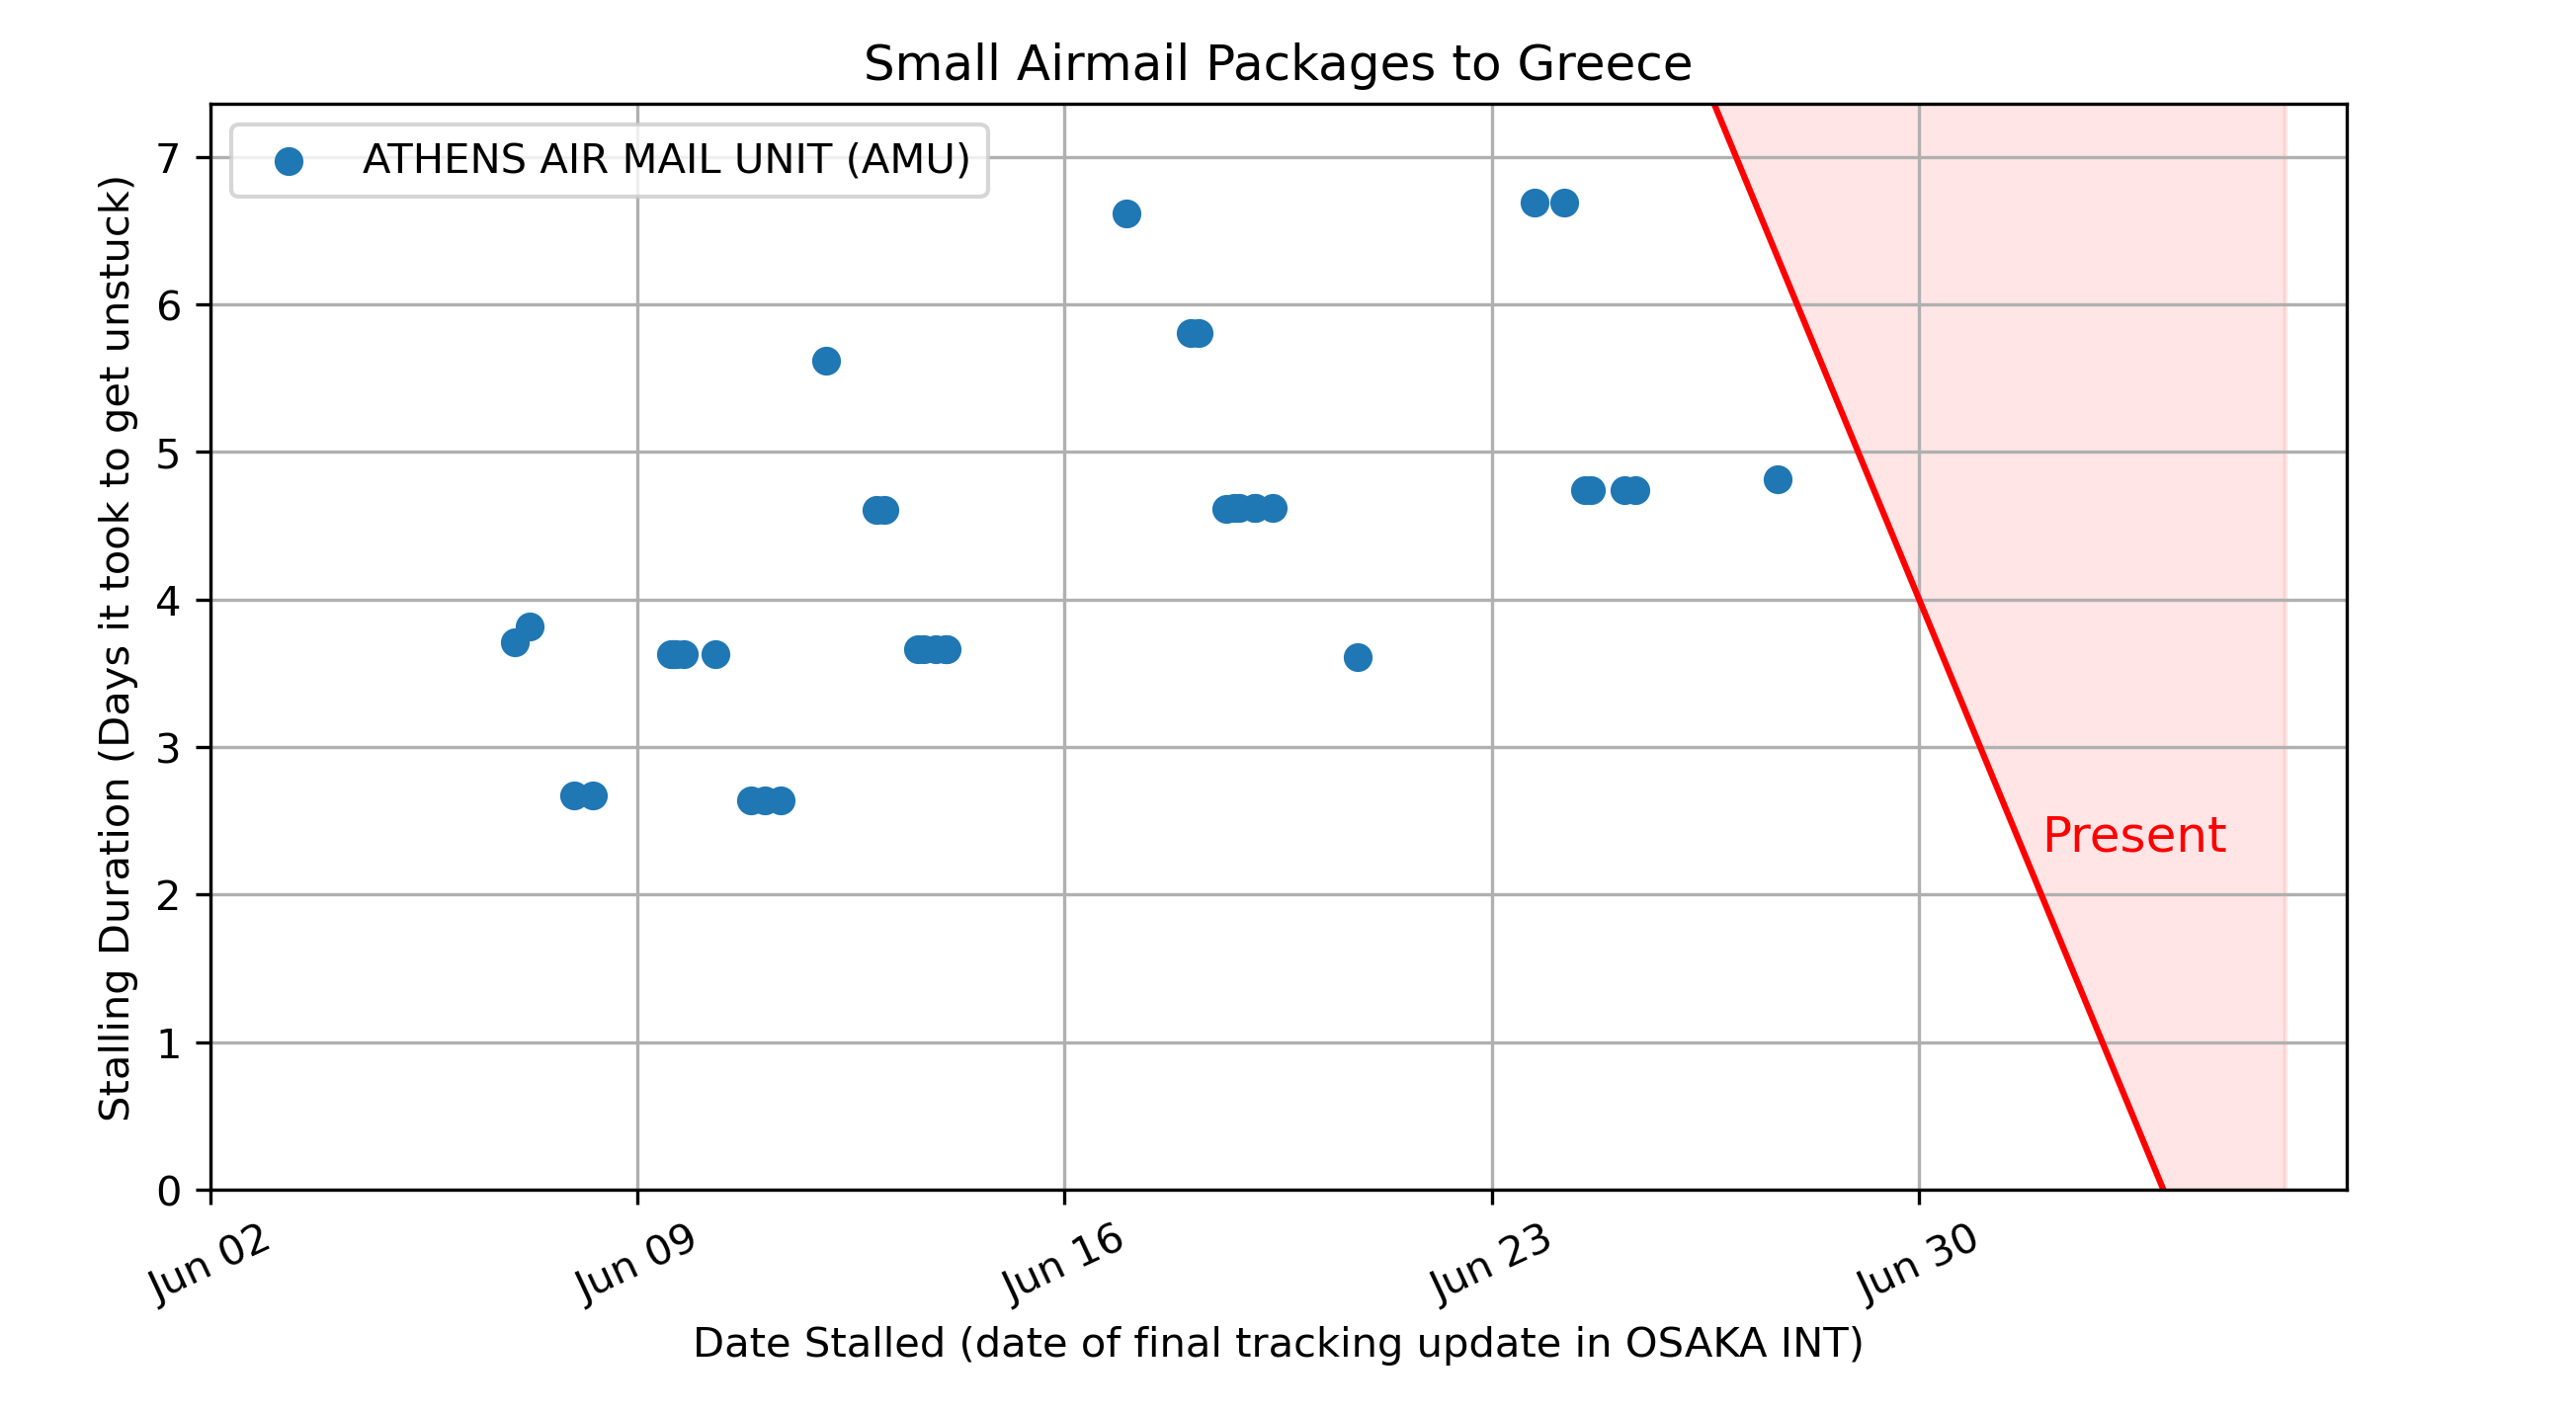 Small Airmail Packages to Greece
ATHENS AIR MAIL UNIT (AMU)
Stalling Duration (Days it took to get unstuck)
7
6
5
4
3
2
1
0
Present
Jun 02
Jun 09
Jun 16
Jun 23
Jun 30
Date Stalled (date of final tracking update in OSAKA INT)